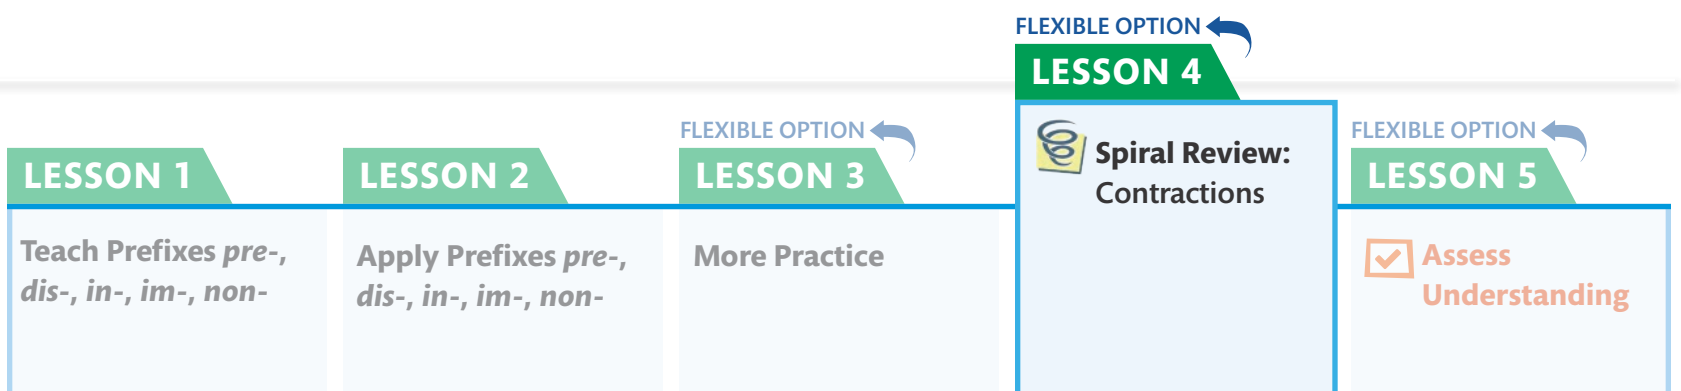 LESSON 1
Teach Prefixes pre-,
dis-, in-, im-, non-
LESSON 2
Apply Prefixes pre-,
dis-, in-, im-, non-
FLEXIBLE OPTION
LESSON 3
More Practice
FLEXIBLE OPTION
LESSON 4
Spiral Review:
Contractions
FLEXIBLE OPTION
LESSON 5
Assess
Understanding